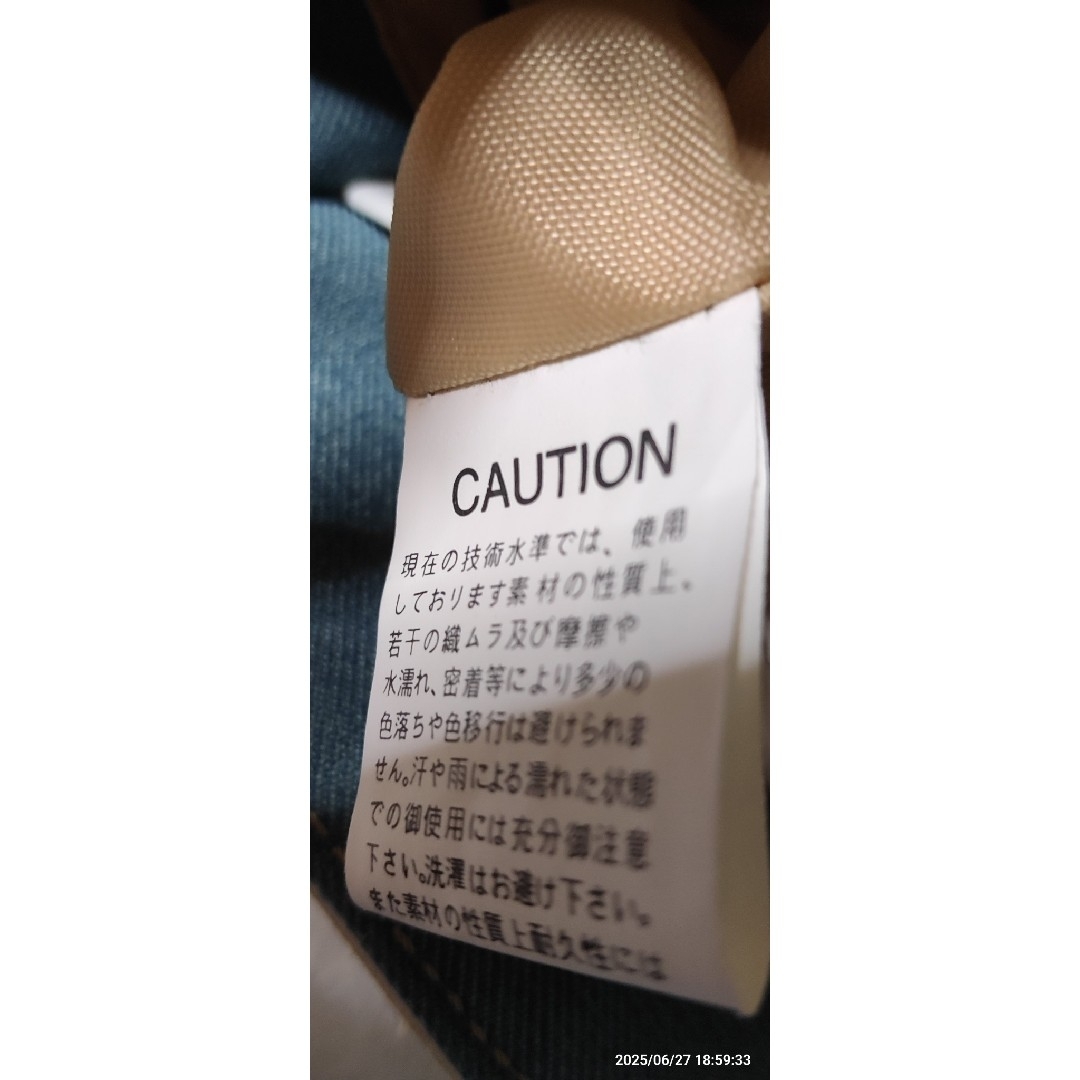 CAUTION
現在の技術水準では、使用
しております素材の性質上、
若干の織ムラ及び摩擦や
水濡れ、密着等により多少の
色落ちや色移行は避けられま
せん。汗や雨による濡れた状態
での御使用には充分御注意
下さい。洗濯はお避け下さい。
また素材の性質上耐久性には
2025/06/27 18:59:33